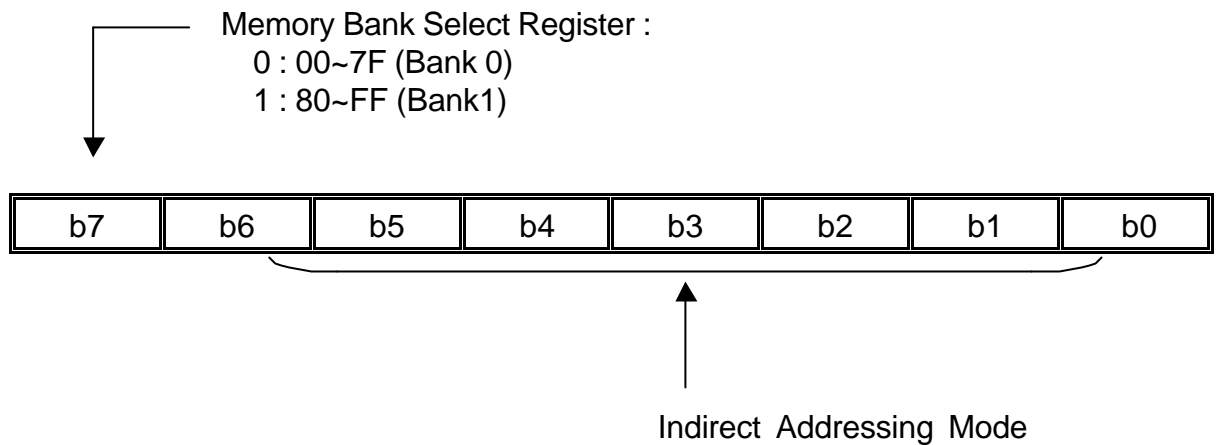 Memory Bank Select Register :
0 : 00~7F (Bank 0)
1 : 80~FF (Bank1)
b7 b6 b5 b4 b3 b2 b1 b0
Indirect Addressing Mode